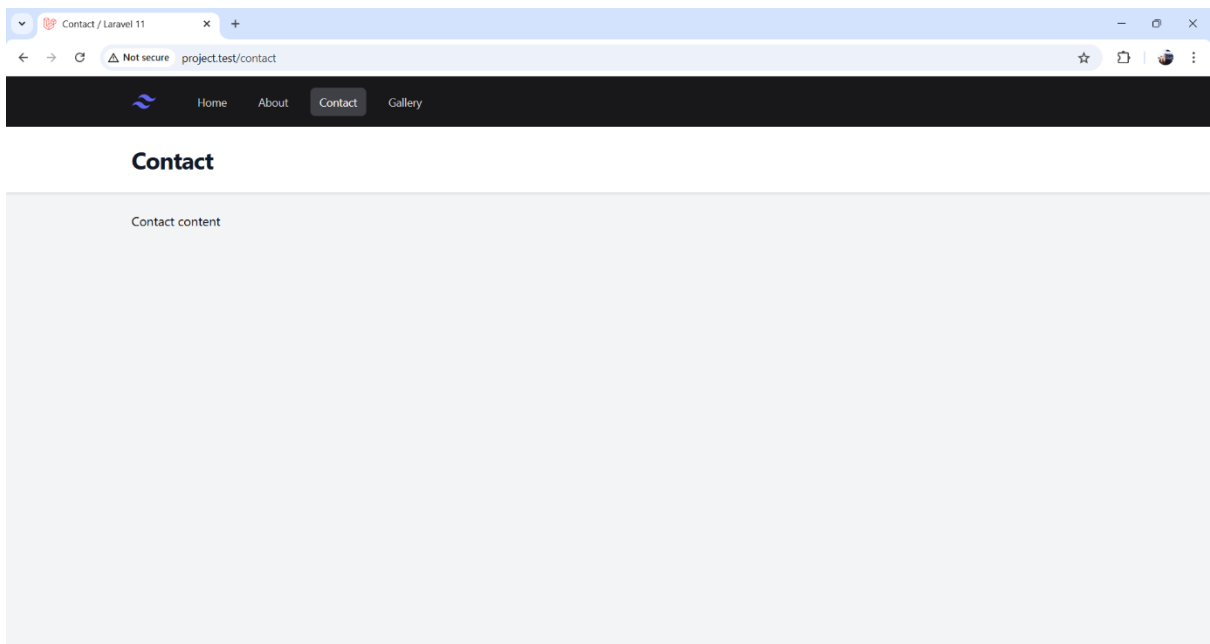 Contact / Laravel 11
Not secure project.test/contact
Home About Contact Gallery
Contact
Contact content